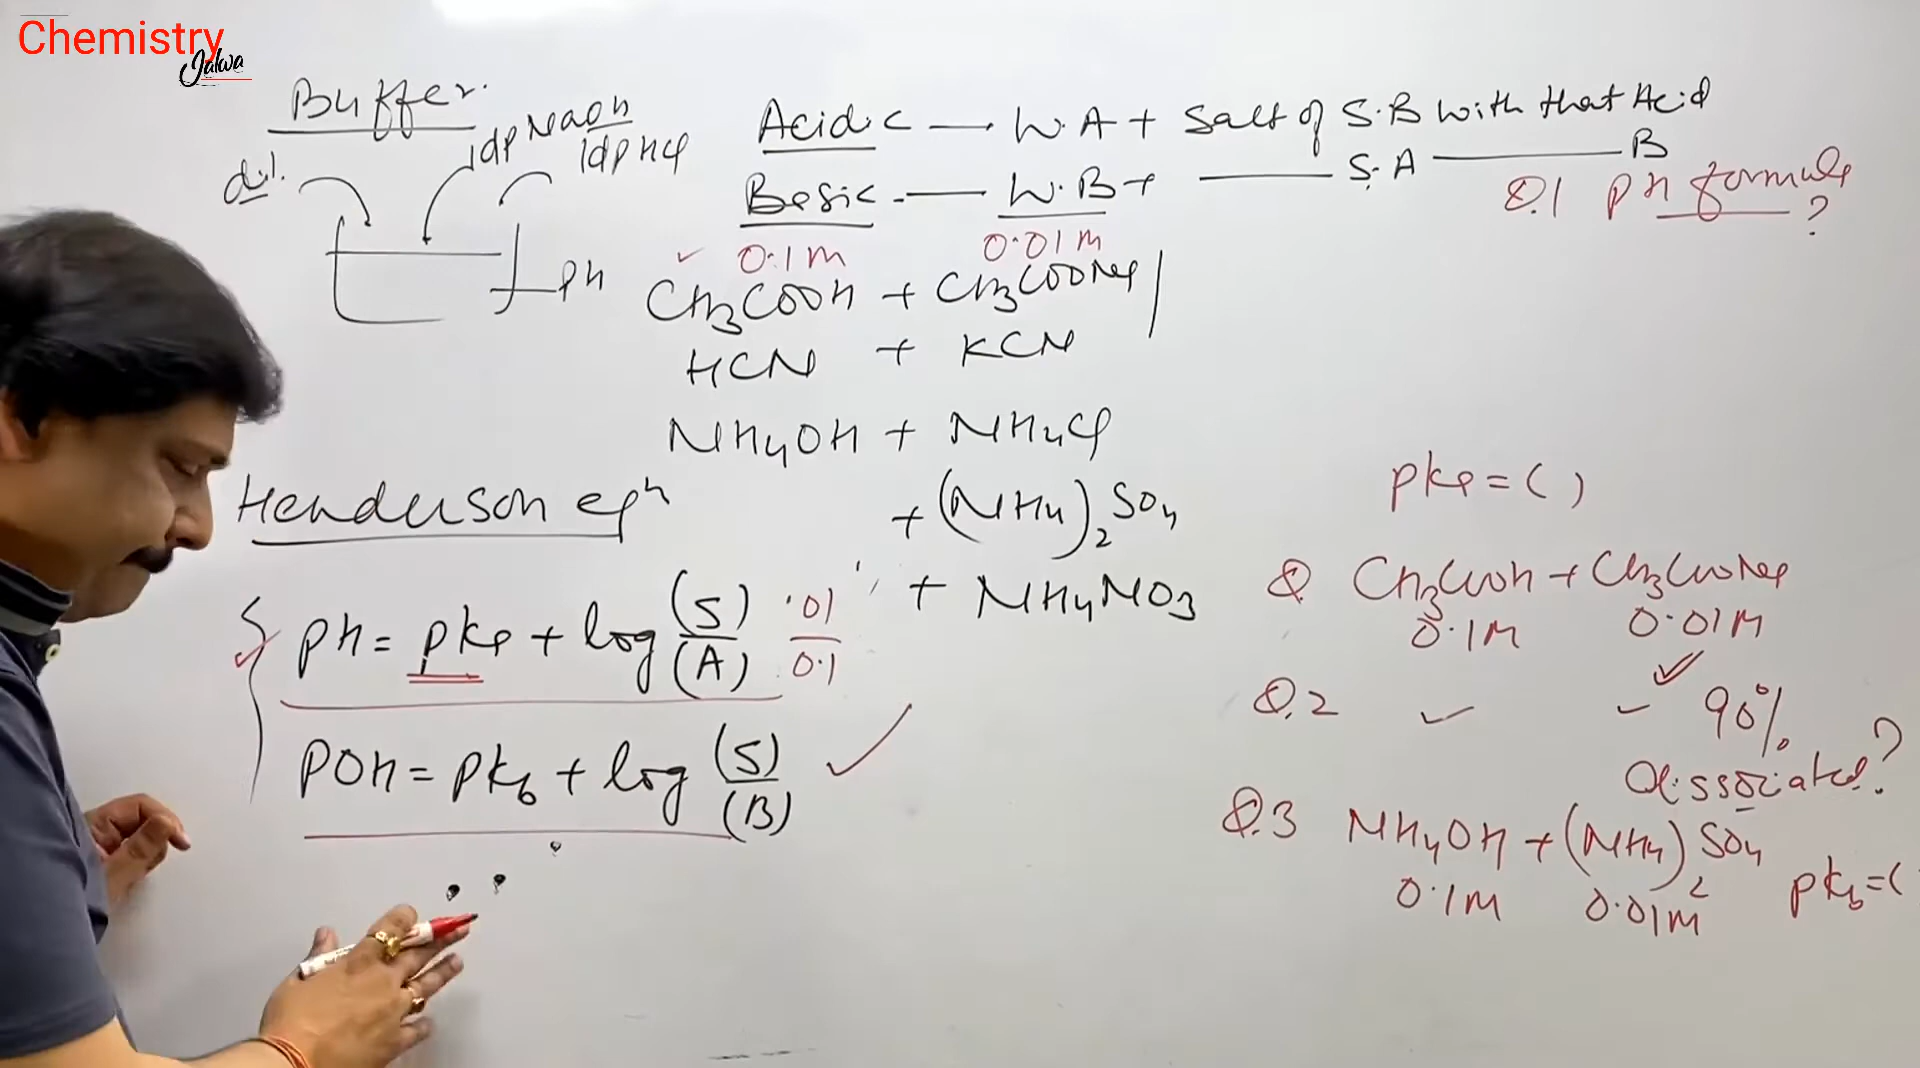 Chemistry
Jalwa
Buffer.
dil.
1dp NaOH
1dp HCl
PH
Acidic — W.A + Salt of S.B with that Acid
Basic — W.B + —— S.A —— B
Q.1 PH formula ?
0.1M 0.01M
CH3COOH + CH3COONa
HCN + KCN
NH4OH + NH4Cl
+ (NH4)2SO4
+ NH4NO3
Henderson eqn
PH = pka + log (S)/(A) .01/0.1
POH = pkb + log (S)/(B)
pka = ( )
Q CH3COOH + CH3COONa
0.1M 0.01M
Q.2 90%
dissociated?
Q.3 NH4OH + (NH4)2SO4
0.1M 0.01M pkb = (